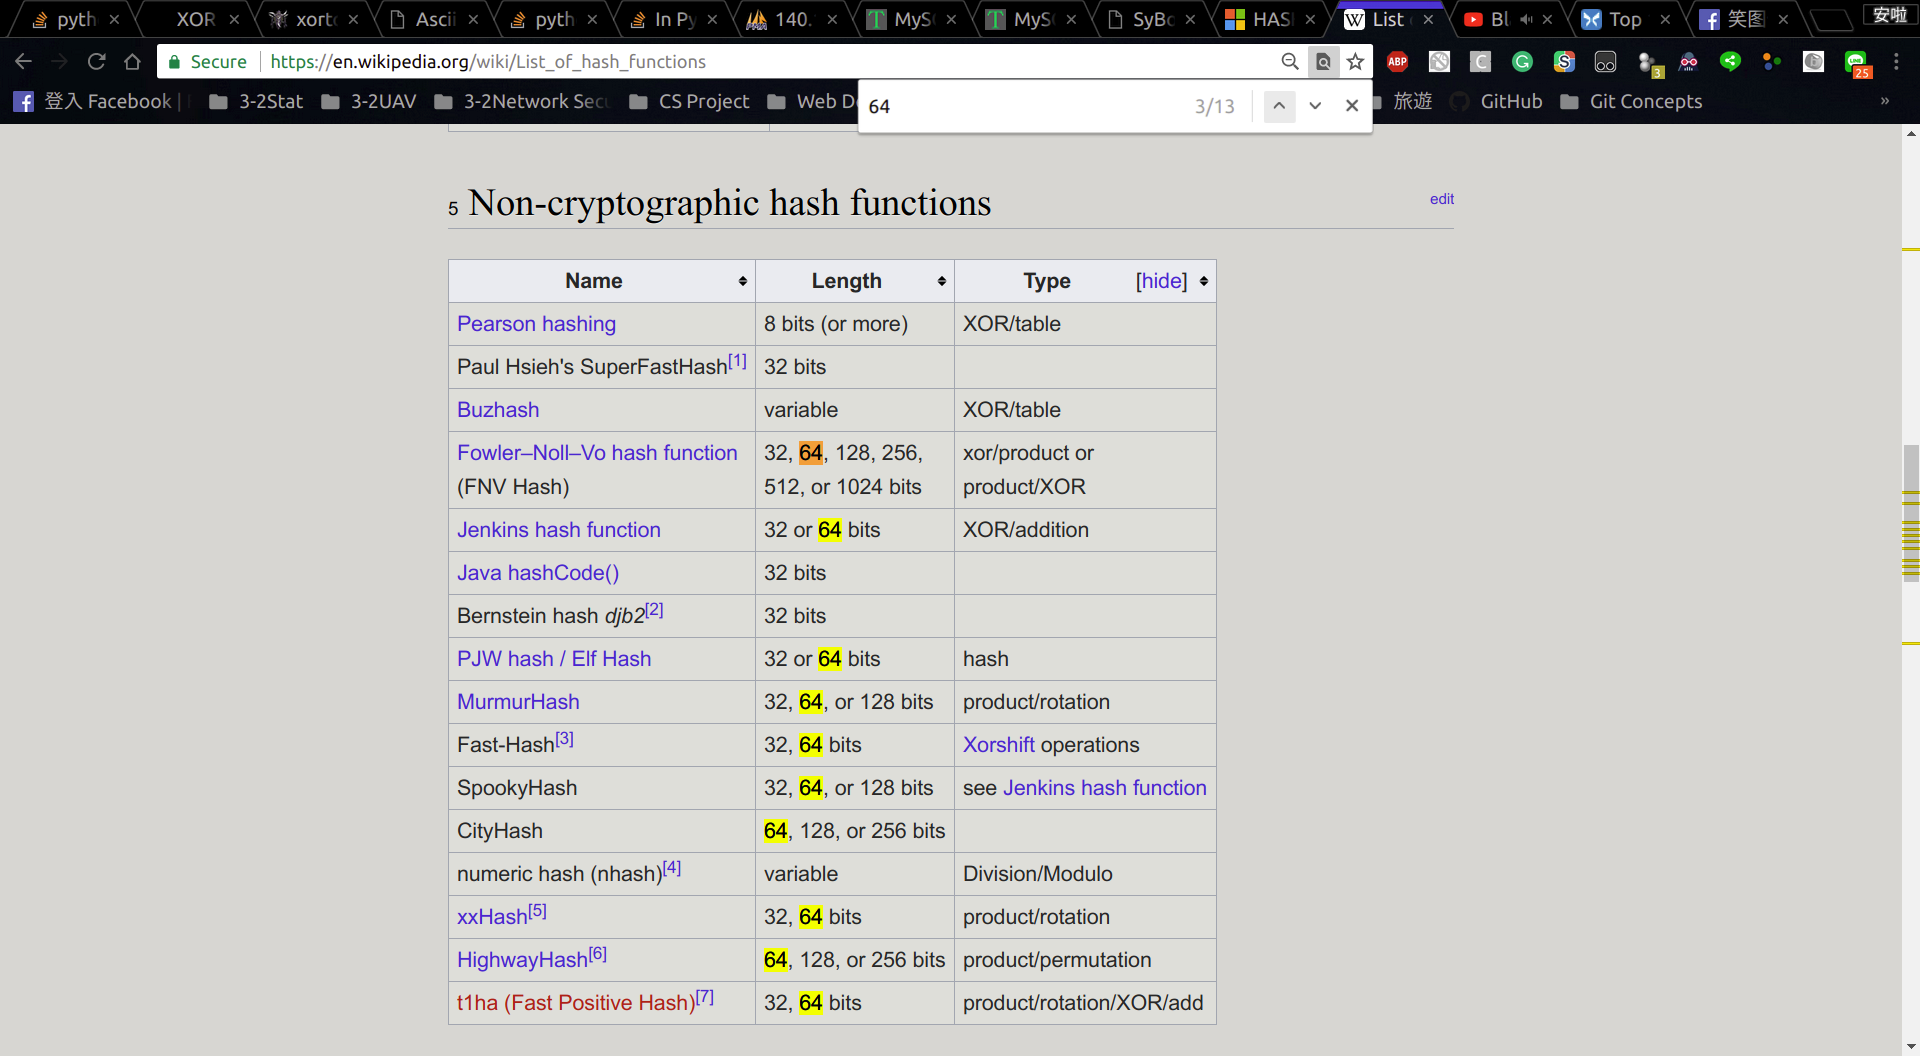 pyth XOR xorto Ascii pyth In Py 140. MyS MyS SyBo HAS List Bl Top 笑图 安啦
Secure https://en.wikipedia.org/wiki/List_of_hash_functions ABP 3 25
登入 Facebook 3-2Stat 3-2UAV 3-2Network Sec CS Project Web D 旅遊 GitHub Git Concepts »
64 3/13
5 Non-cryptographic hash functions edit
Name Length Type [hide]
Pearson hashing 8 bits (or more) XOR/table
Paul Hsieh's SuperFastHash[1] 32 bits
Buzhash variable XOR/table
Fowler–Noll–Vo hash function 32, 64, 128, 256, xor/product or
(FNV Hash) 512, or 1024 bits product/XOR
Jenkins hash function 32 or 64 bits XOR/addition
Java hashCode() 32 bits
Bernstein hash djb2[2] 32 bits
PJW hash / Elf Hash 32 or 64 bits hash
MurmurHash 32, 64, or 128 bits product/rotation
Fast-Hash[3] 32, 64 bits Xorshift operations
SpookyHash 32, 64, or 128 bits see Jenkins hash function
CityHash 64, 128, or 256 bits
numeric hash (nhash)[4] variable Division/Modulo
xxHash[5] 32, 64 bits product/rotation
HighwayHash[6] 64, 128, or 256 bits product/permutation
t1ha (Fast Positive Hash)[7] 32, 64 bits product/rotation/XOR/add